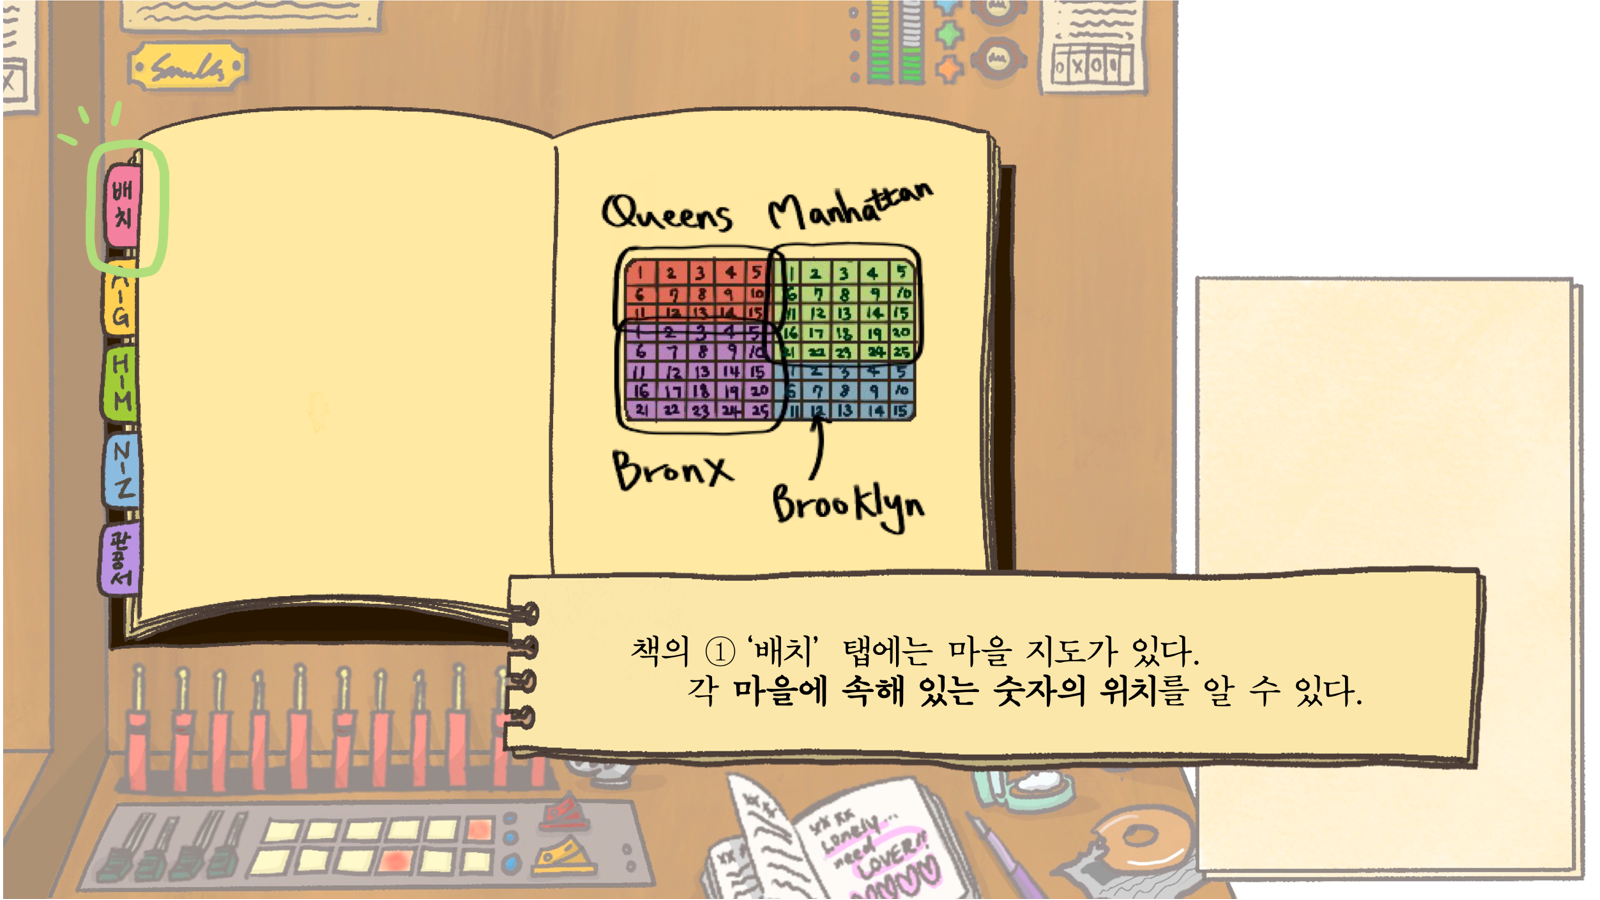 배치
A-G
H-M
N-Z
관공서
Queens Manhattan
1 2 3 4 5 1 2 3 4 5
6 7 8 9 10 6 7 8 9 10
11 12 13 14 15 11 12 13 14 15
1 2 3 4 5 16 17 18 19 20
6 7 8 9 10 21 22 23 24 25
11 12 13 14 15 1 2 3 4 5
16 17 18 19 20 6 7 8 9 10
21 22 23 24 25 11 12 13 14 15
Bronx
Brooklyn
책의 ① ‘배치’ 탭에는 마을 지도가 있다.
각 마을에 속해 있는 숫자의 위치를 알 수 있다.
Lonely...
need
LOVER!!